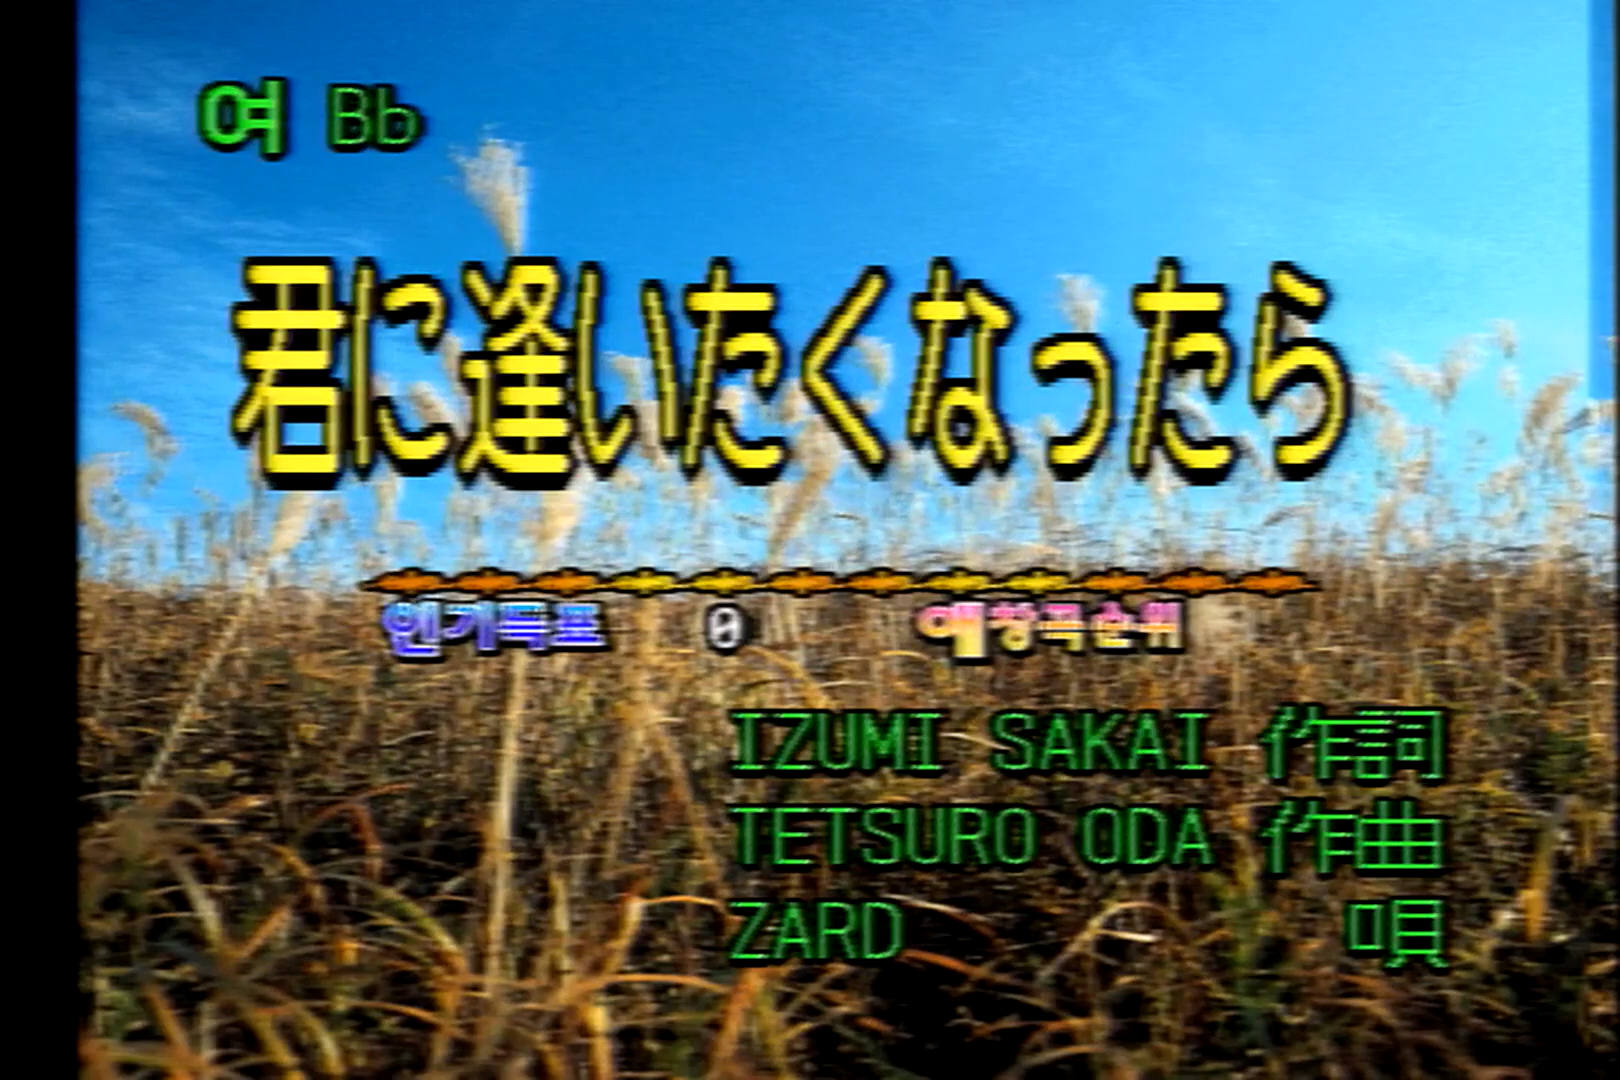 여 Bb
君に逢いたくなったら
인기득표 0 애창곡순위
IZUMI SAKAI 作詞
TETSURO ODA 作曲
ZARD 唄